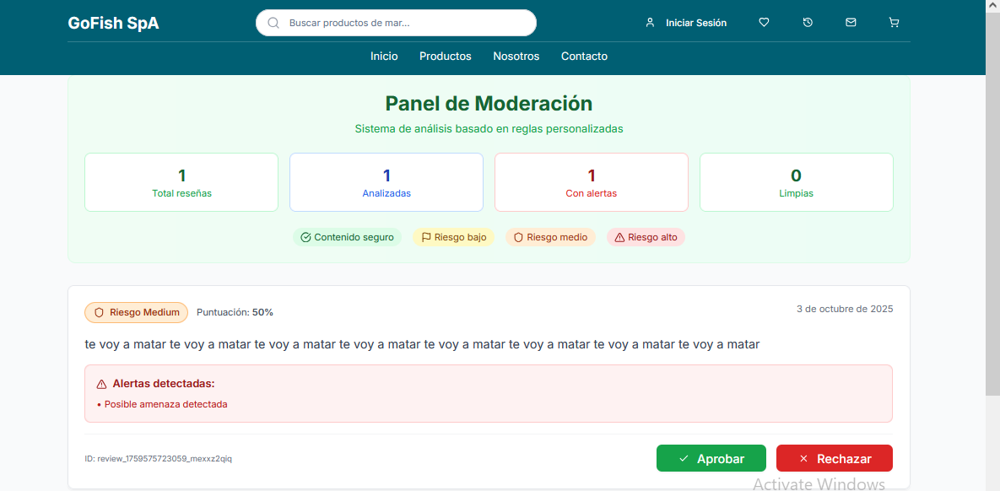 GoFish SpA
Buscar productos de mar...
Iniciar Sesión
Inicio Productos Nosotros Contacto
Panel de Moderación
Sistema de análisis basado en reglas personalizadas
1
Total reseñas
1
Analizadas
1
Con alertas
0
Limpias
Contenido seguro
Riesgo bajo
Riesgo medio
Riesgo alto
Riesgo Medium
Puntuación: 50%
3 de octubre de 2025
te voy a matar te voy a matar te voy a matar te voy a matar te voy a matar te voy a matar te voy a matar te voy a matar
Alertas detectadas:
• Posible amenaza detectada
ID: review_1759575723059_mexxz2qiq
Aprobar
Rechazar
Activate Windows